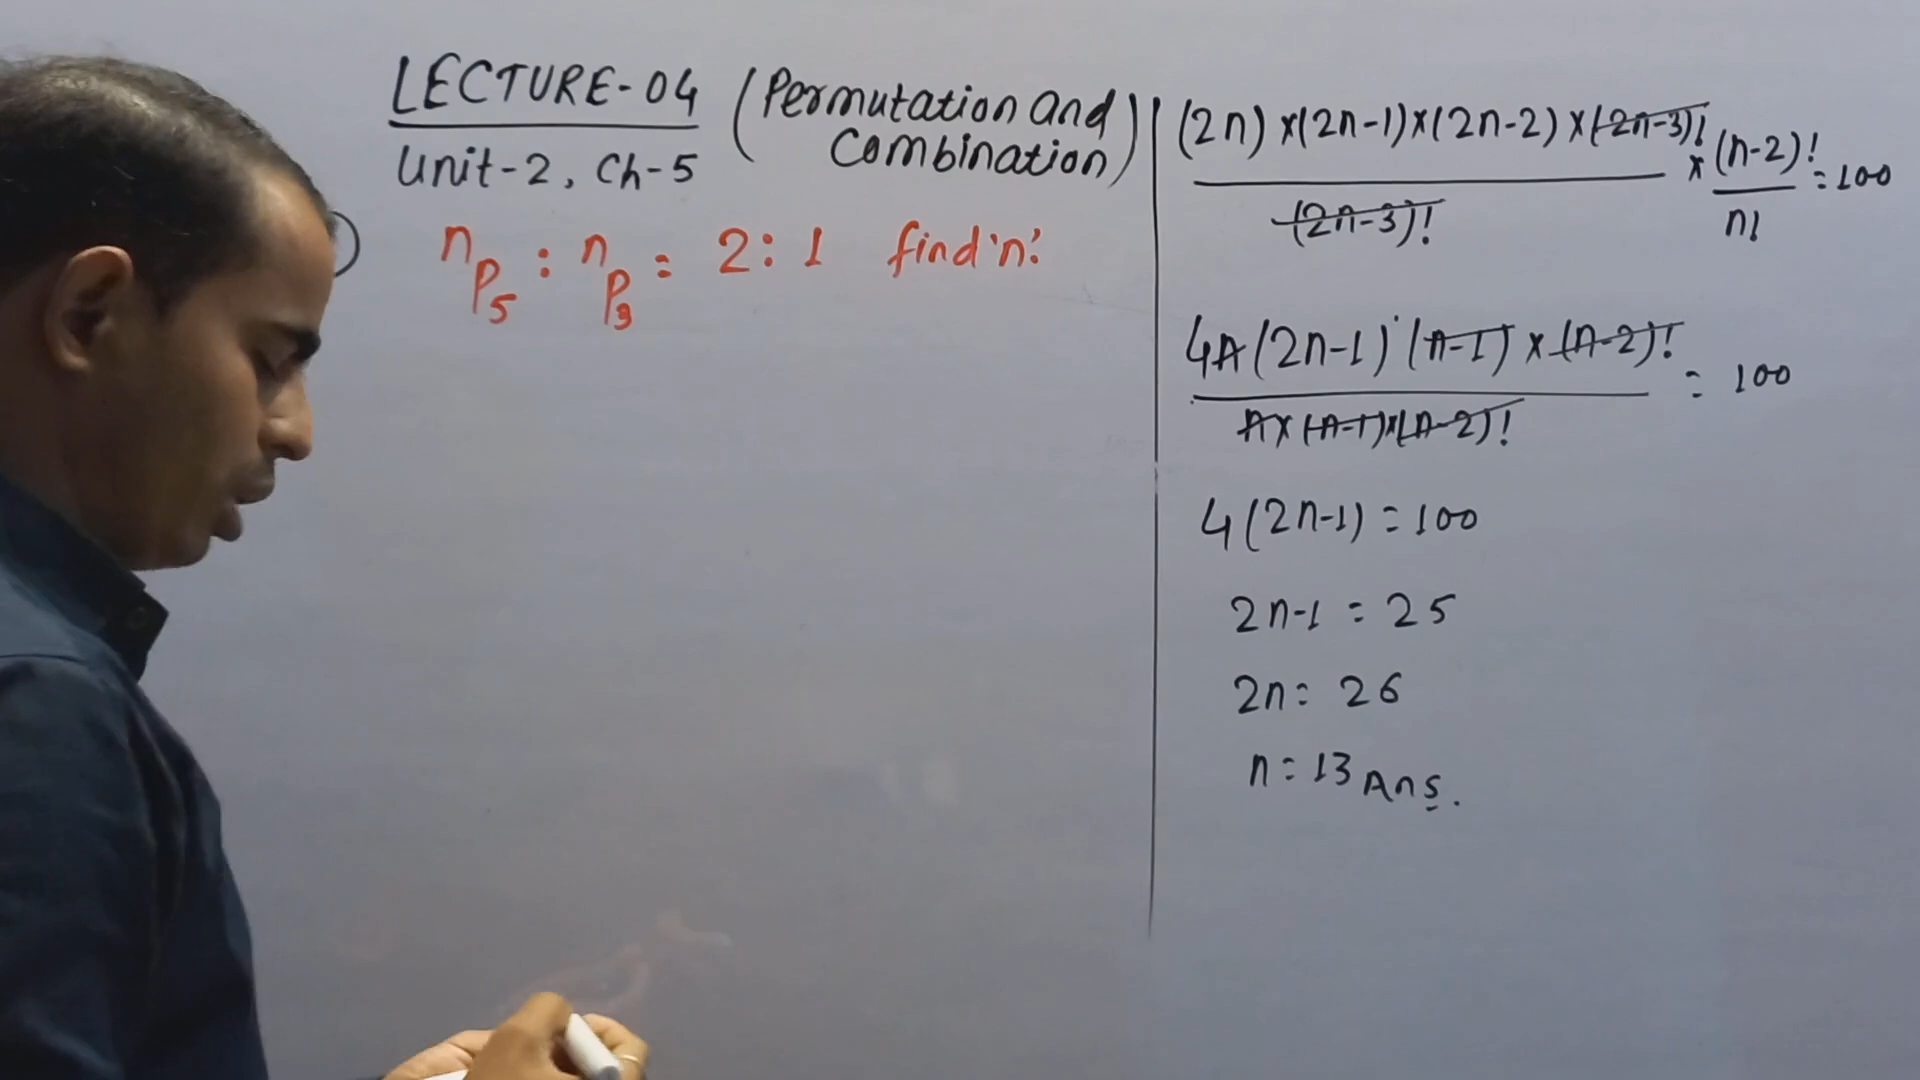 LECTURE-04 (Permutation and Combination)
Unit-2, Ch-5
) nP5 : nP3 = 2:1 find 'n'.
(2n)×(2n-1)×(2n-2)×(2n-3)! / (2n-3)! × (n-2)! / n! = 100
4n(2n-1)(n-1)×(n-2)! / n×(n-1)×(n-2)! = 100
4(2n-1) = 100
2n-1 = 25
2n = 26
n = 13 Ans.